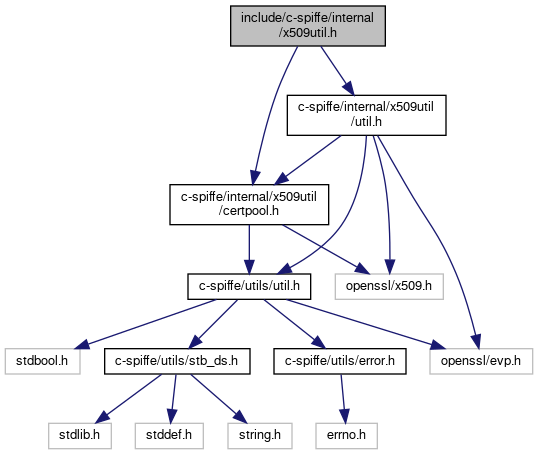 include/c-spiffe/internal
/x509util.h
c-spiffe/internal/x509util
/util.h
c-spiffe/internal/x509util
/certpool.h
c-spiffe/utils/util.h
openssl/x509.h
stdbool.h
c-spiffe/utils/stb_ds.h
c-spiffe/utils/error.h
openssl/evp.h
stdlib.h
stddef.h
string.h
errno.h